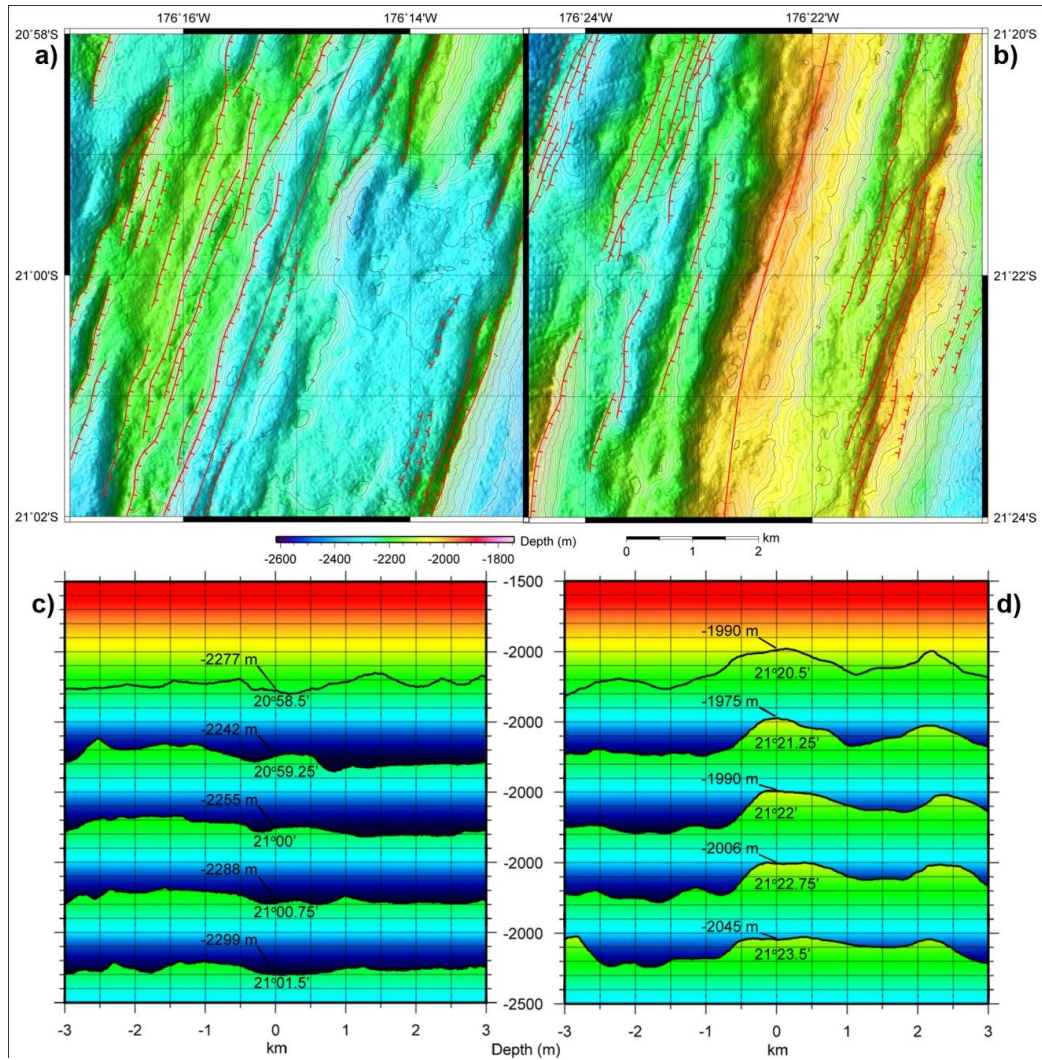 176°16'W 176°14'W 176°24'W 176°22'W
20°58'S 21°20'S
a) b)
21°00'S 21°22'S
21°02'S 21°24'S
Depth (m)
-2600 -2400 -2200 -2000 -1800
km
0 1 2
c) d)
-1500
-2277 m -1990 m
-2000
20°58.5' 21°20.5'
-2242 m -1975 m
-2000
20°59.25' 21°21.25'
-2255 m -1990 m
-2000
21°00' 21°22'
-2288 m -2006 m
-2000
21°00.75' 21°22.75'
-2299 m -2045 m
-2000
21°01.5' 21°23.5'
-2500
-3 -2 -1 0 1 2 3 -3 -2 -1 0 1 2 3
km Depth (m) km